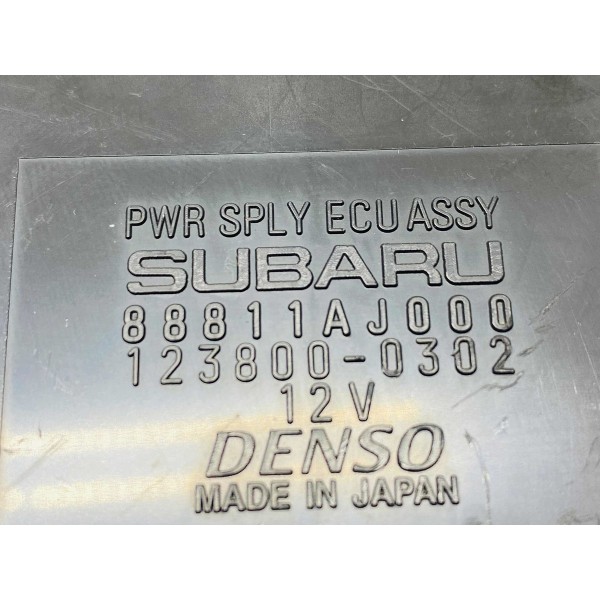 PWR SPLY ECU ASSY
SUBARU
88811AJ000
123800-0302
12V
DENSO
MADE IN JAPAN